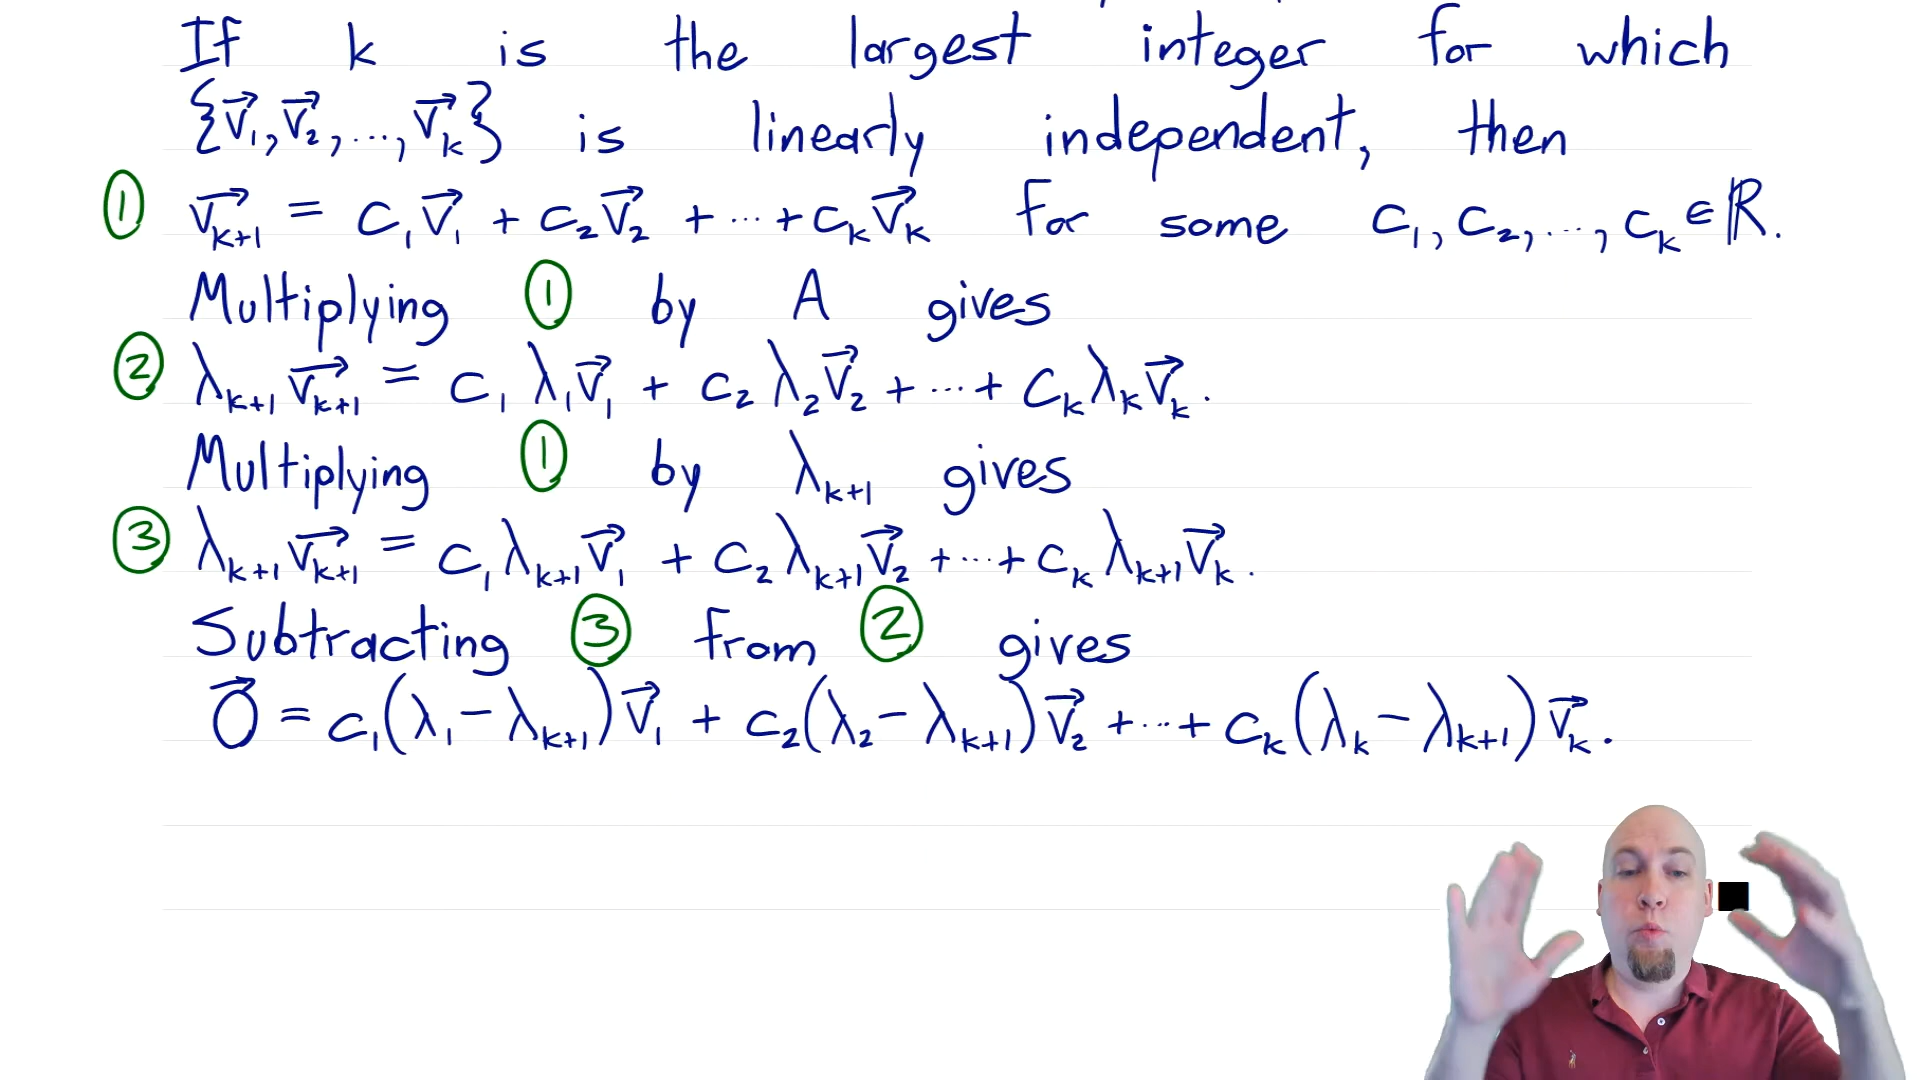 If k is the largest integer for which
{v⃗₁, v⃗₂, ..., v⃗ₖ} is linearly independent, then
① v⃗ₖ₊₁ = c₁v⃗₁ + c₂v⃗₂ + ⋯ + cₖv⃗ₖ for some c₁, c₂, ..., cₖ ∈ ℝ.
Multiplying ① by A gives
② λₖ₊₁v⃗ₖ₊₁ = c₁λ₁v⃗₁ + c₂λ₂v⃗₂ + ⋯ + cₖλₖv⃗ₖ.
Multiplying ① by λₖ₊₁ gives
③ λₖ₊₁v⃗ₖ₊₁ = c₁λₖ₊₁v⃗₁ + c₂λₖ₊₁v⃗₂ + ⋯ + cₖλₖ₊₁v⃗ₖ.
Subtracting ③ from ② gives
0⃗ = c₁(λ₁ − λₖ₊₁)v⃗₁ + c₂(λ₂ − λₖ₊₁)v⃗₂ + ⋯ + cₖ(λₖ − λₖ₊₁)v⃗ₖ.